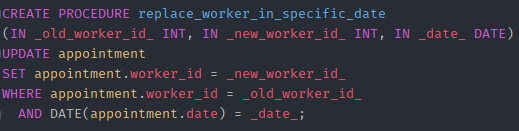 CREATE PROCEDURE replace_worker_in_specific_date
(IN _old_worker_id_ INT, IN _new_worker_id_ INT, IN _date_ DATE)
UPDATE appointment
SET appointment.worker_id = _new_worker_id_
WHERE appointment.worker_id = _old_worker_id_
AND DATE(appointment.date) = _date_;